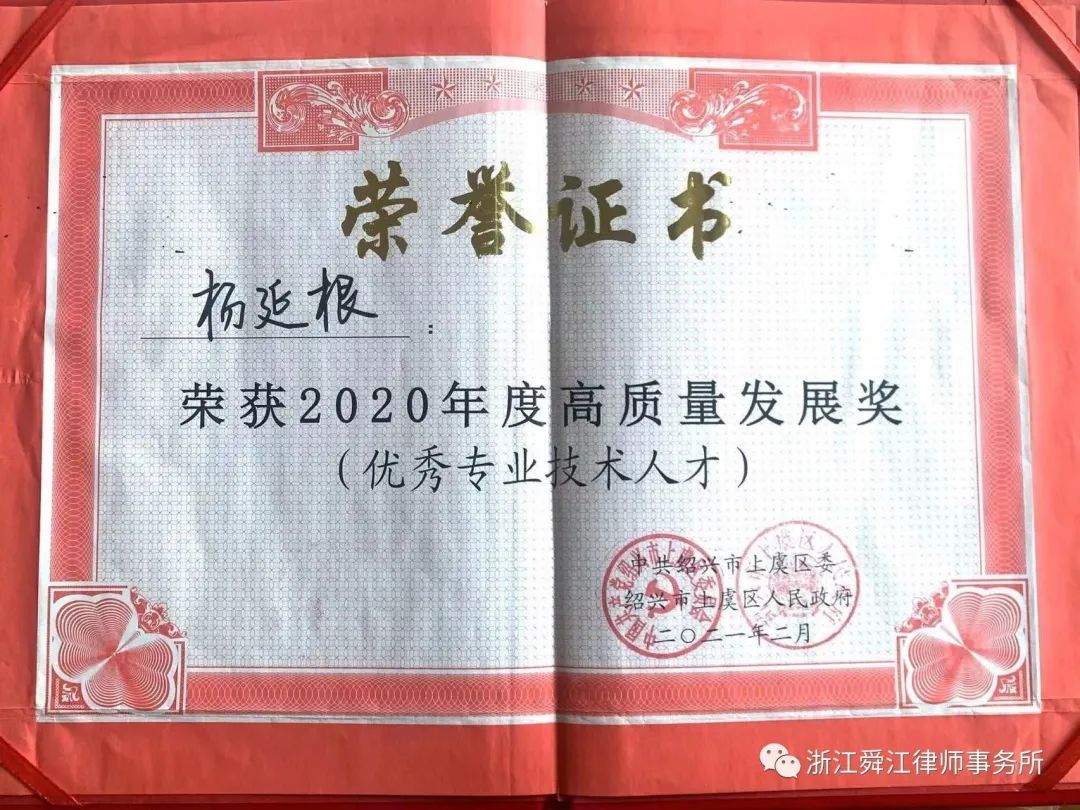 荣誉证书
杨延根：
荣获2020年度高质量发展奖
（优秀专业技术人才）
中共绍兴市上虞区委
绍兴市上虞区人民政府
二〇二一年二月
浙江舜江律师事务所